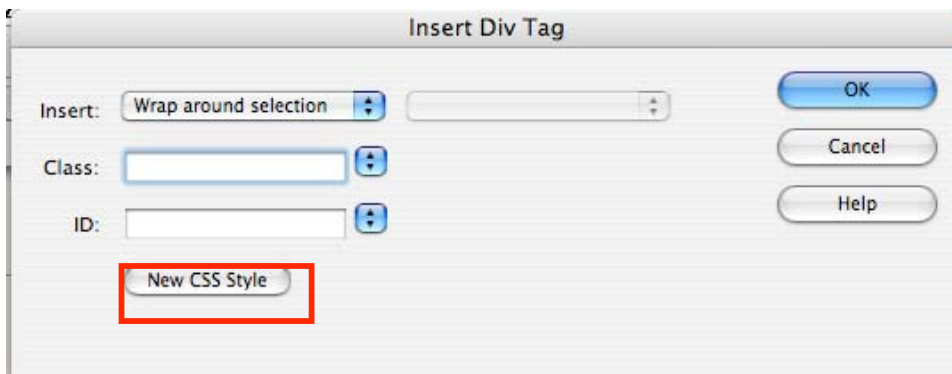 Insert Div Tag
Insert: Wrap around selection
OK
Class:
Cancel
ID:
Help
New CSS Style